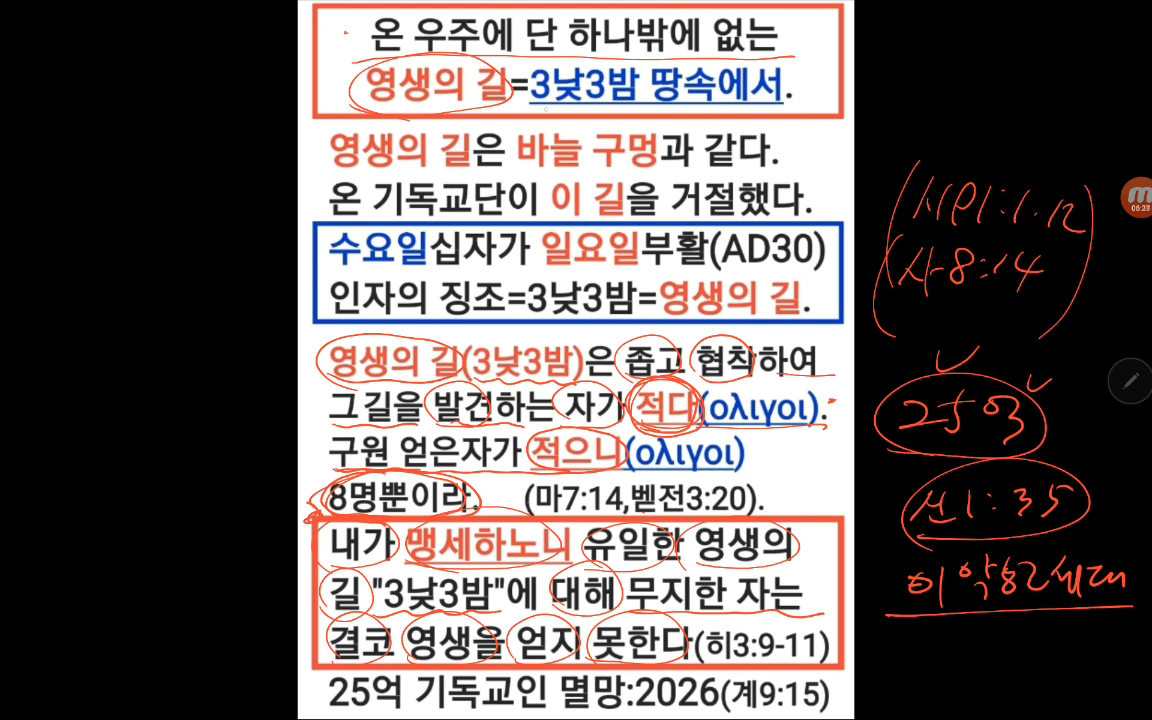 온 우주에 단 하나밖에 없는
영생의 길=3낮3밤 땅속에서.
영생의 길은 바늘 구멍과 같다.
온 기독교단이 이 길을 거절했다.
수요일십자가 일요일부활(AD30)
인자의 징조=3낮3밤=영생의 길.
영생의 길(3낮3밤)은 좁고 협착하여
그길을 발견하는 자가 적다(ολιγοι).
구원 얻은자가 적으니(ολιγοι)
8명뿐이라. (마7:14,벧전3:20).
내가 맹세하노니 유일한 영생의
길 "3낮3밤"에 대해 무지한 자는
결코 영생을 얻지 못한다(히3:9-11)
25억 기독교인 멸망:2026(계9:15)
사8:14
25억
신1:35
이 악한 세대
06:23